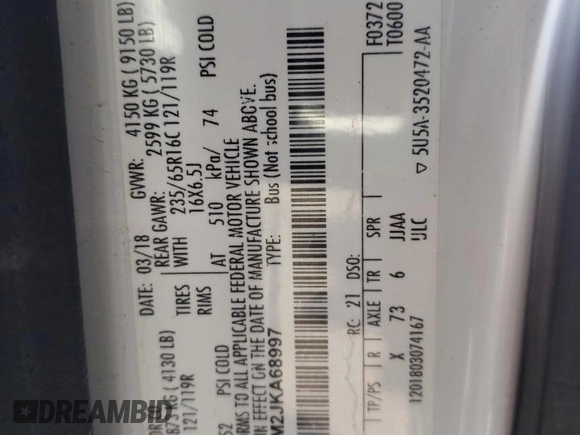 DATE: 03/18 GVWR: 4150 KG ( 9150 LB)
REAR GAWR: 2599 KG ( 5730 LB)
(4130 LB) WITH 235/65R16C 121/119R
121/119R TIRES 16X6.5J
RIMS AT 510 kPa/ 74 PSI COLD
PSI COLD
TO ALL APPLICABLE FEDERAL MOTOR VEHICLE
EFFECT ON THE DATE OF MANUFACTURE SHOWN ABOVE.
M2JKA68997 TYPE: Bus (Not school bus)
F0372
T0600
RC: 21 DSO:
TP/PS R AXLE TR SPR
X 73 6 JJAA
1201803074167 ULC
5U5A-3520472-AA
DREAMBID